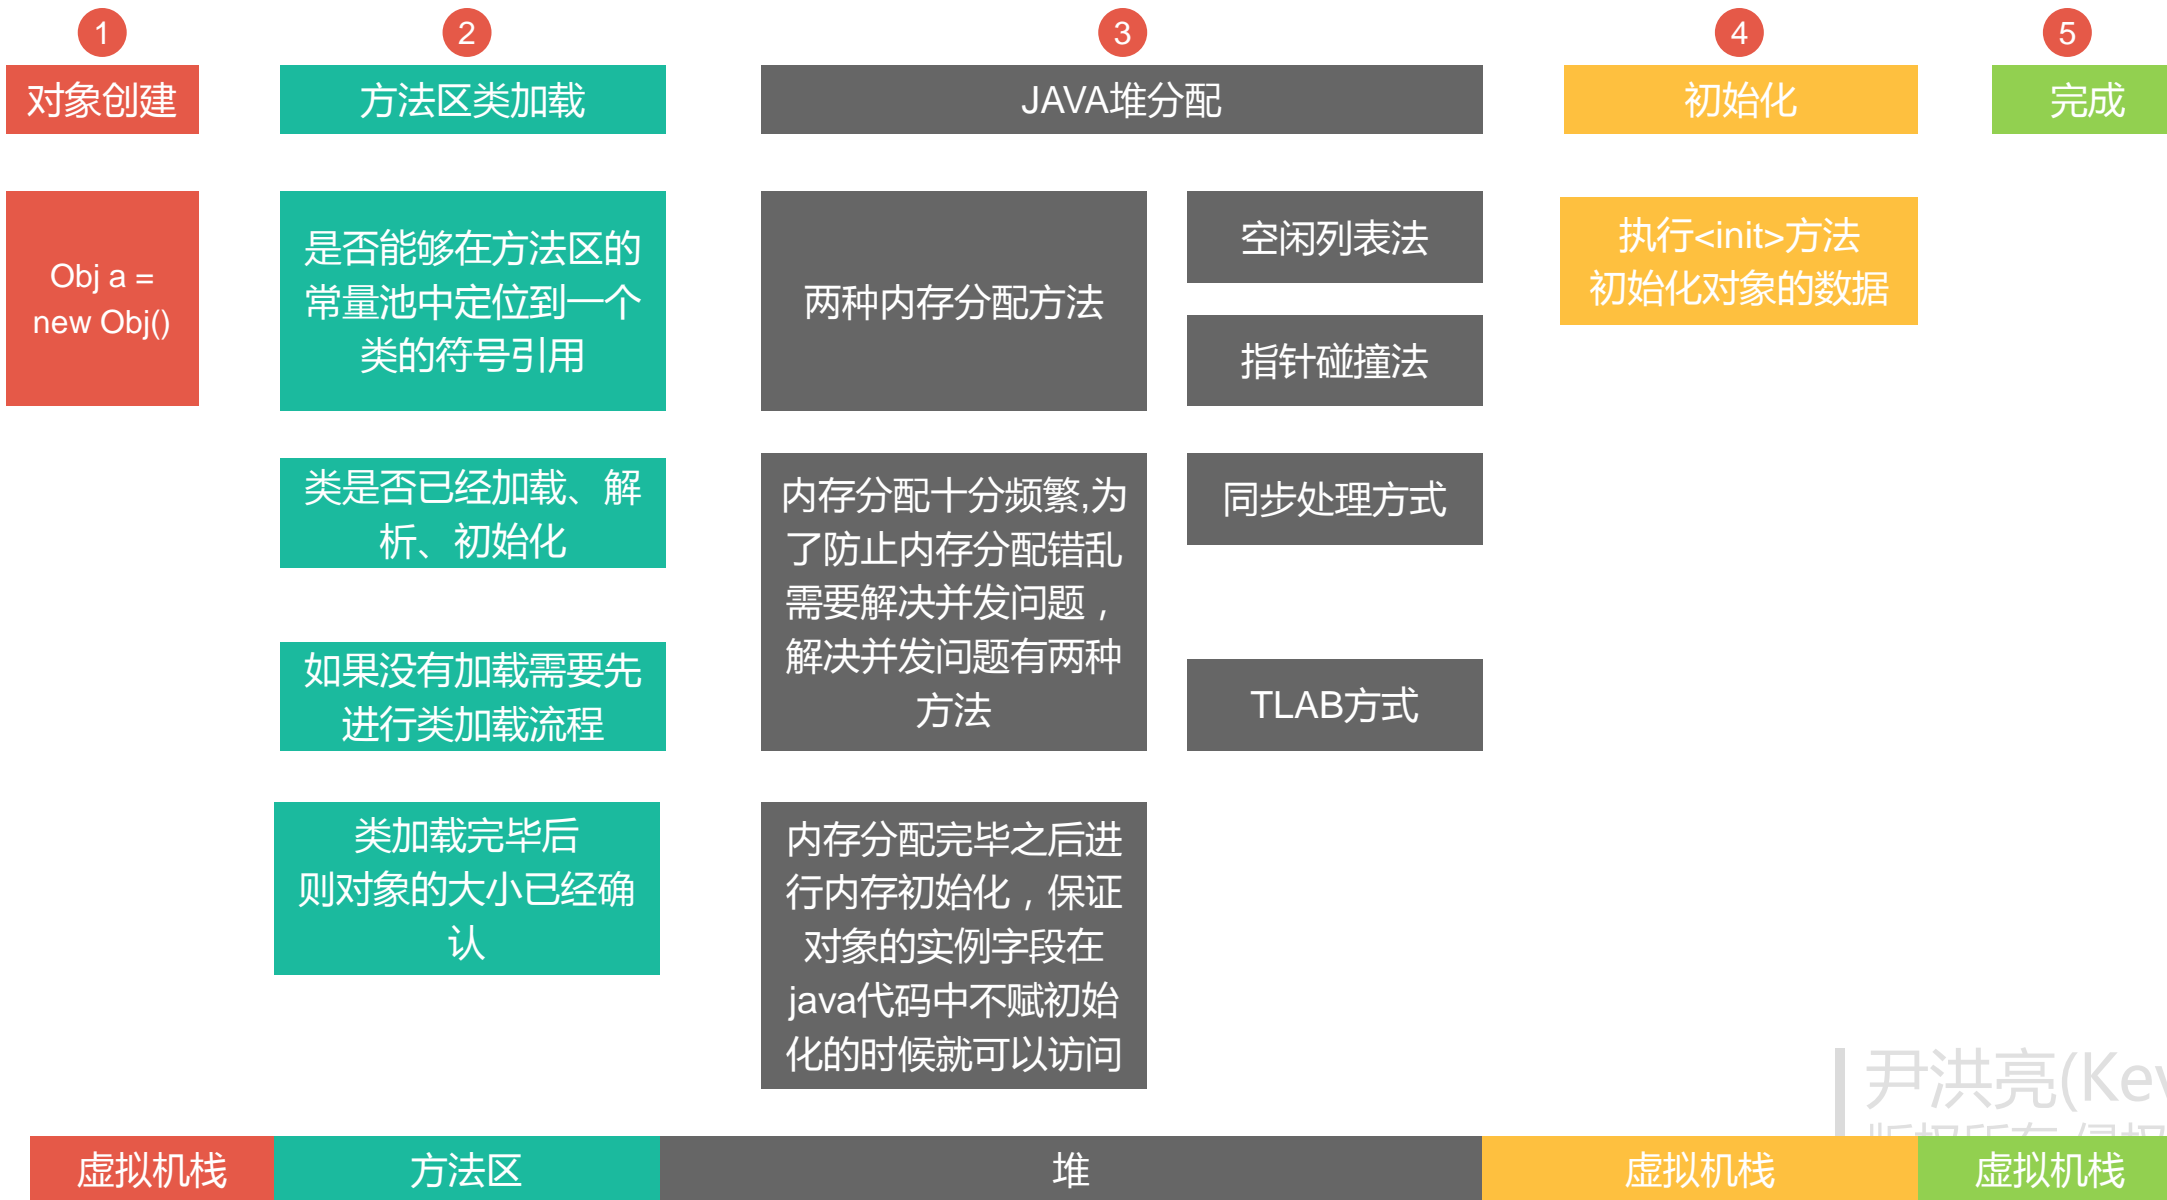 1
2
3
4
5
对象创建
方法区类加载
JAVA堆分配
初始化
完成
Obj a =
new Obj()
是否能够在方法区的
常量池中定位到一个
类的符号引用
类是否已经加载、解
析、初始化
如果没有加载需要先
进行类加载流程
类加载完毕后
则对象的大小已经确
认
两种内存分配方法
空闲列表法
指针碰撞法
内存分配十分频繁,为
了防止内存分配错乱
需要解决并发问题，
解决并发问题有两种
方法
同步处理方式
TLAB方式
内存分配完毕之后进
行内存初始化，保证
对象的实例字段在
java代码中不赋初始
化的时候就可以访问
执行<init>方法
初始化对象的数据
尹洪亮(Kev
虚拟机栈
方法区
堆
虚拟机栈
虚拟机栈